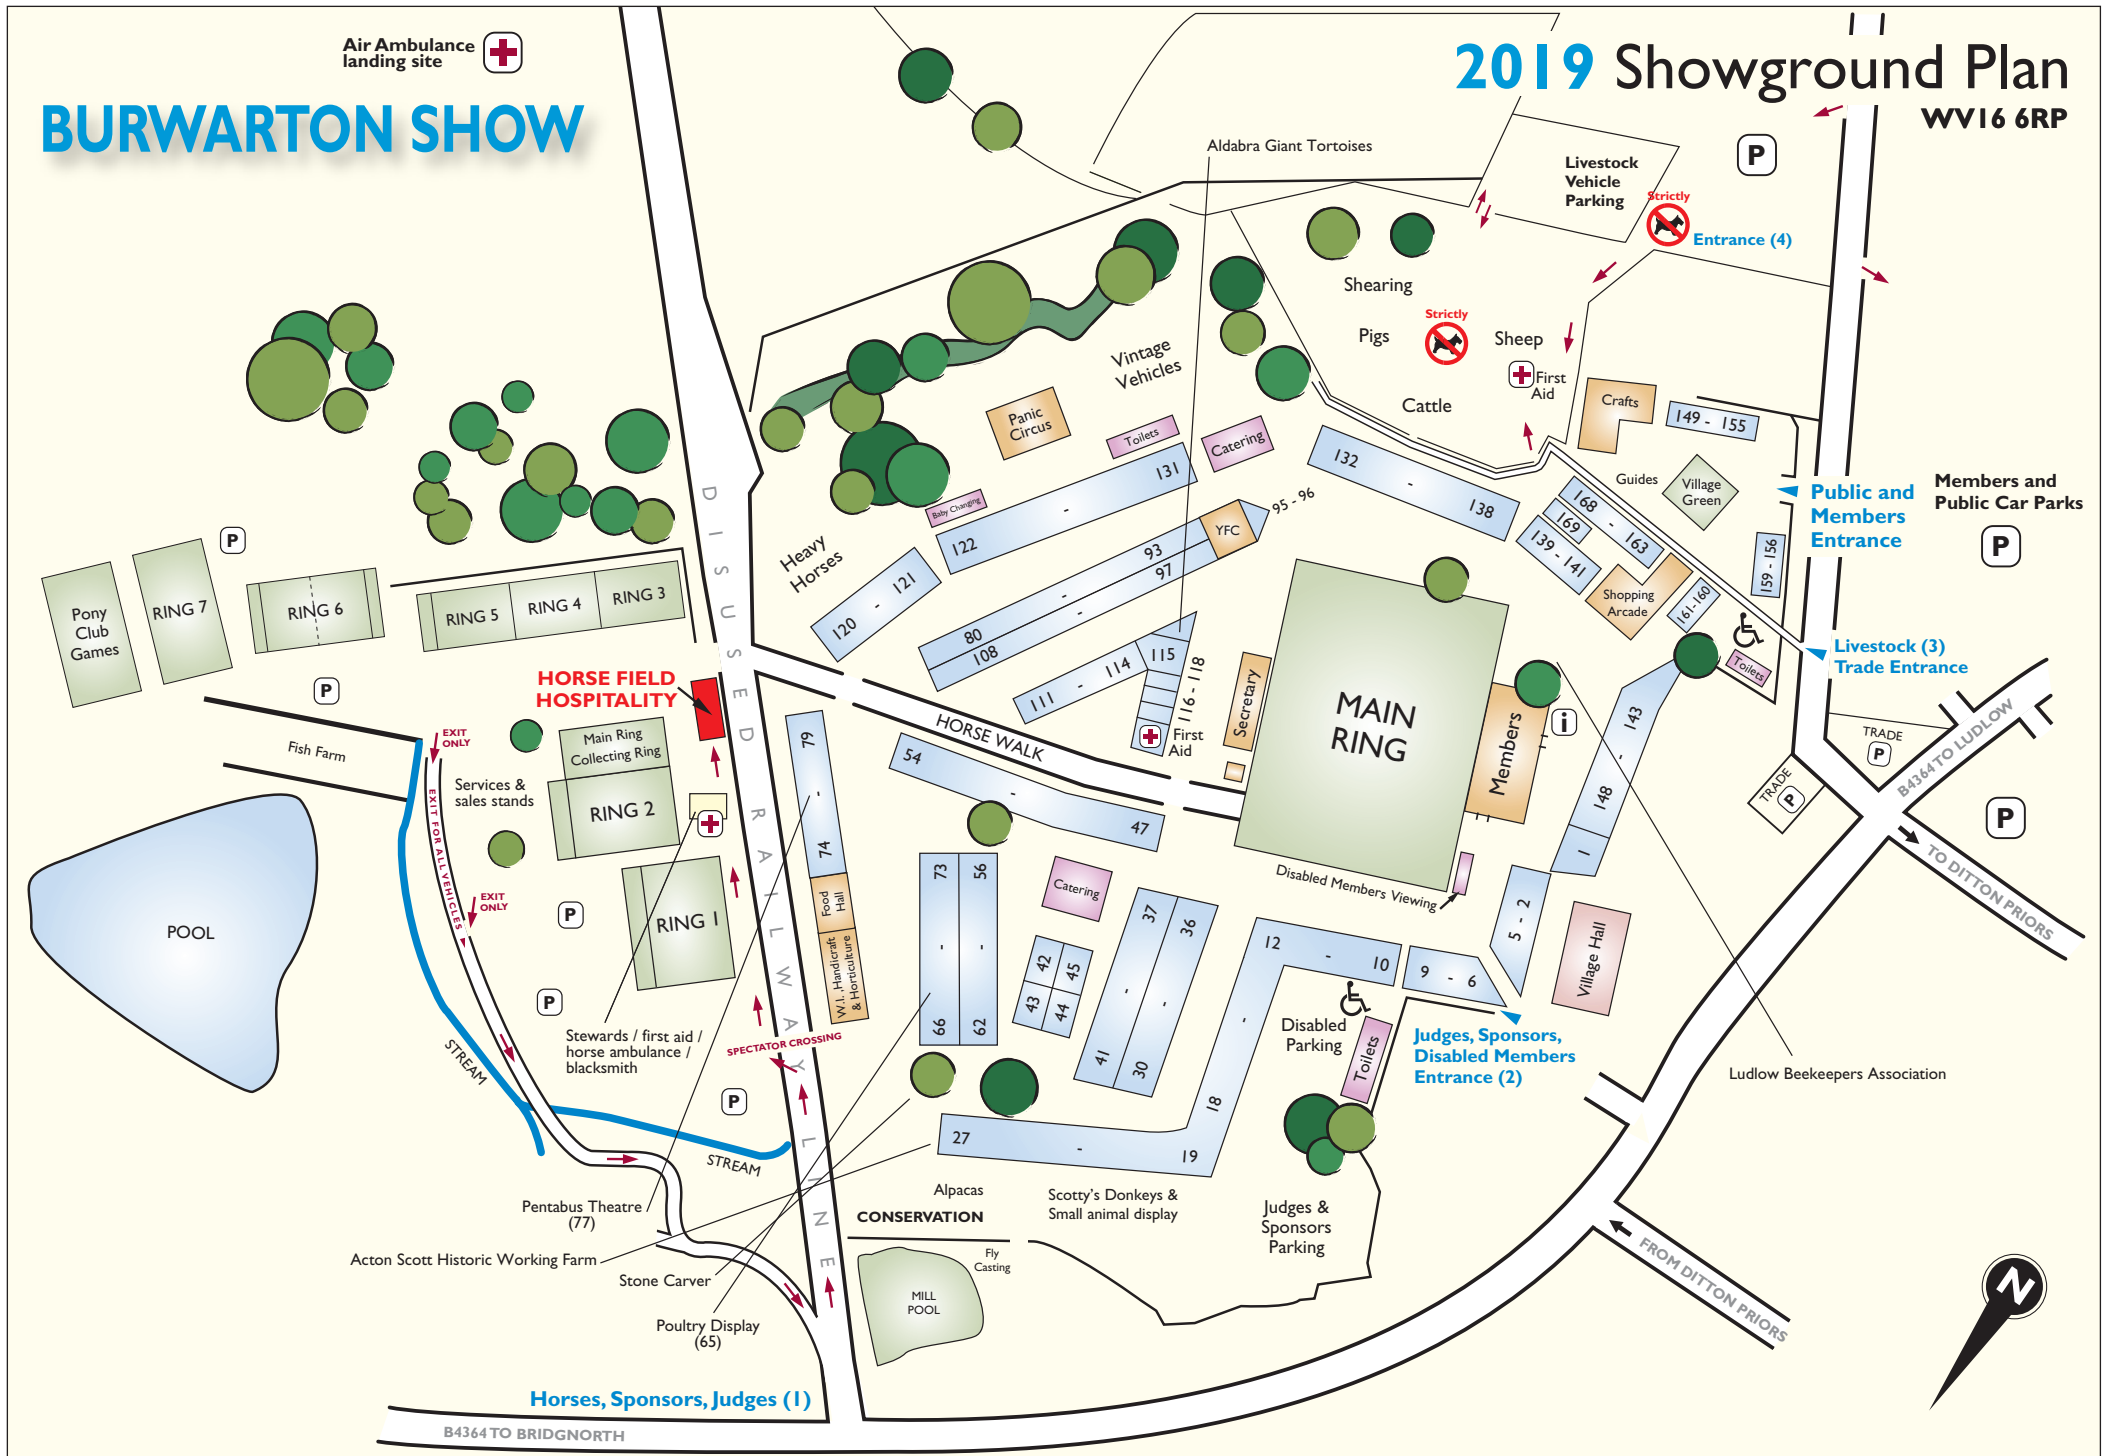 Air Ambulance
landing site
BURWARTON SHOW
2019 Showground Plan
WV16 6RP
P
Aldabra Giant Tortoises
Livestock
Vehicle
Parking
Strictly
Entrance (4)
Shearing
Pigs
Strictly
Sheep
First
Aid
Cattle
Vintage
Vehicles
Panic
Circus
Toilets
Catering
Crafts
149 - 155
Guides
Village
Green
Public and
Members
Entrance
Members and
Public Car Parks
P
131
-
122
Baby Changing
132
-
138
95 - 96
YFC
93
-
80
97
-
108
168 - 163
169
139 - 141
159 - 156
Shopping
Arcade
161-160
Toilets
Livestock (3)
Trade Entrance
Heavy
Horses
120 - 121
DISUSED RAILWAY LINE
P
Pony
Club
Games
RING 7
RING 6
RING 5
RING 4
RING 3
HORSE FIELD
HOSPITALITY
P
Fish Farm
EXIT
ONLY
EXIT FOR ALL VEHICLES
Services &
sales stands
Main Ring
Collecting Ring
RING 2
EXIT
ONLY
P
RING 1
P
POOL
STREAM
Stewards / first aid /
horse ambulance /
blacksmith
SPECTATOR CROSSING
P
STREAM
111 - 114
115
116 - 118
First
Aid
Secretary
HORSE WALK
MAIN
RING
Members
i
143
-
148
1
TRADE
P
TRADE
P
B4364 TO LUDLOW
P
TO DITTON PRIORS
79
-
74
Food
Hall
W.I.,Handicraft
& Horticulture
54
-
47
73
-
66
56
-
62
Catering
42
45
43
44
37
-
41
36
-
30
Disabled Members Viewing
5 - 2
Village Hall
12
-
10
9 - 6
-
18
Disabled
Parking
Toilets
Judges, Sponsors,
Disabled Members
Entrance (2)
Ludlow Beekeepers Association
27
-
19
Pentabus Theatre
(77)
Acton Scott Historic Working Farm
Stone Carver
Poultry Display
(65)
Alpacas
CONSERVATION
Scotty's Donkeys &
Small animal display
Judges &
Sponsors
Parking
Fly
Casting
MILL
POOL
FROM DITTON PRIORS
N
Horses, Sponsors, Judges (1)
B4364 TO BRIDGNORTH